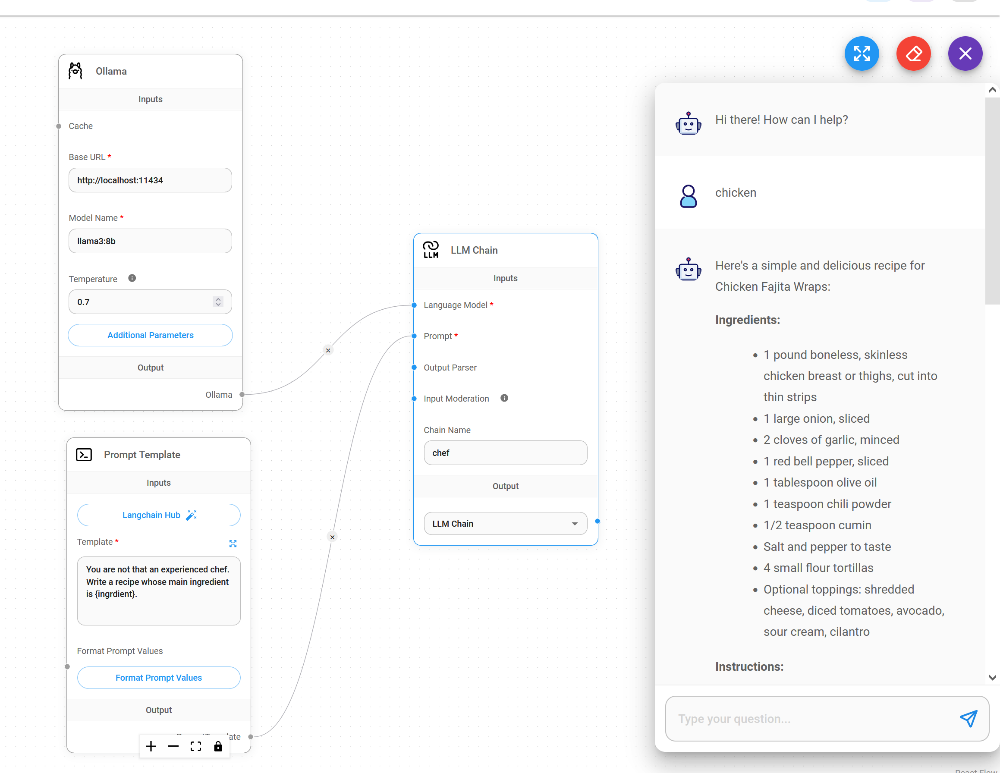 Ollama
Inputs
Cache
Base URL *
http://localhost:11434
Model Name *
llama3:8b
Temperature
0.7
Additional Parameters
Output
Ollama
Prompt Template
Inputs
Langchain Hub
Template *
You are not that an experienced chef.
Write a recipe whose main ingredient
is {ingrdient}.
Format Prompt Values
Format Prompt Values
Output
LLM
LLM Chain
Inputs
Language Model *
Prompt *
Output Parser
Input Moderation
Chain Name
chef
Output
LLM Chain
Hi there! How can I help?
chicken
Here's a simple and delicious recipe for
Chicken Fajita Wraps:
Ingredients:
• 1 pound boneless, skinless
chicken breast or thighs, cut into
thin strips
• 1 large onion, sliced
• 2 cloves of garlic, minced
• 1 red bell pepper, sliced
• 1 tablespoon olive oil
• 1 teaspoon chili powder
• 1/2 teaspoon cumin
• Salt and pepper to taste
• 4 small flour tortillas
• Optional toppings: shredded
cheese, diced tomatoes, avocado,
sour cream, cilantro
Instructions:
Type your question...
React Flow